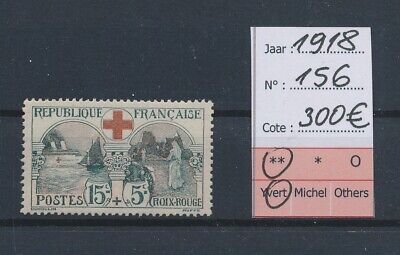 Jaar : 1918
N° : 156
Cote : 300€
** * O
Yvert Michel Others
REPUBLIQUE FRANÇAISE
POSTES 15c +5c CROIX-ROUGE